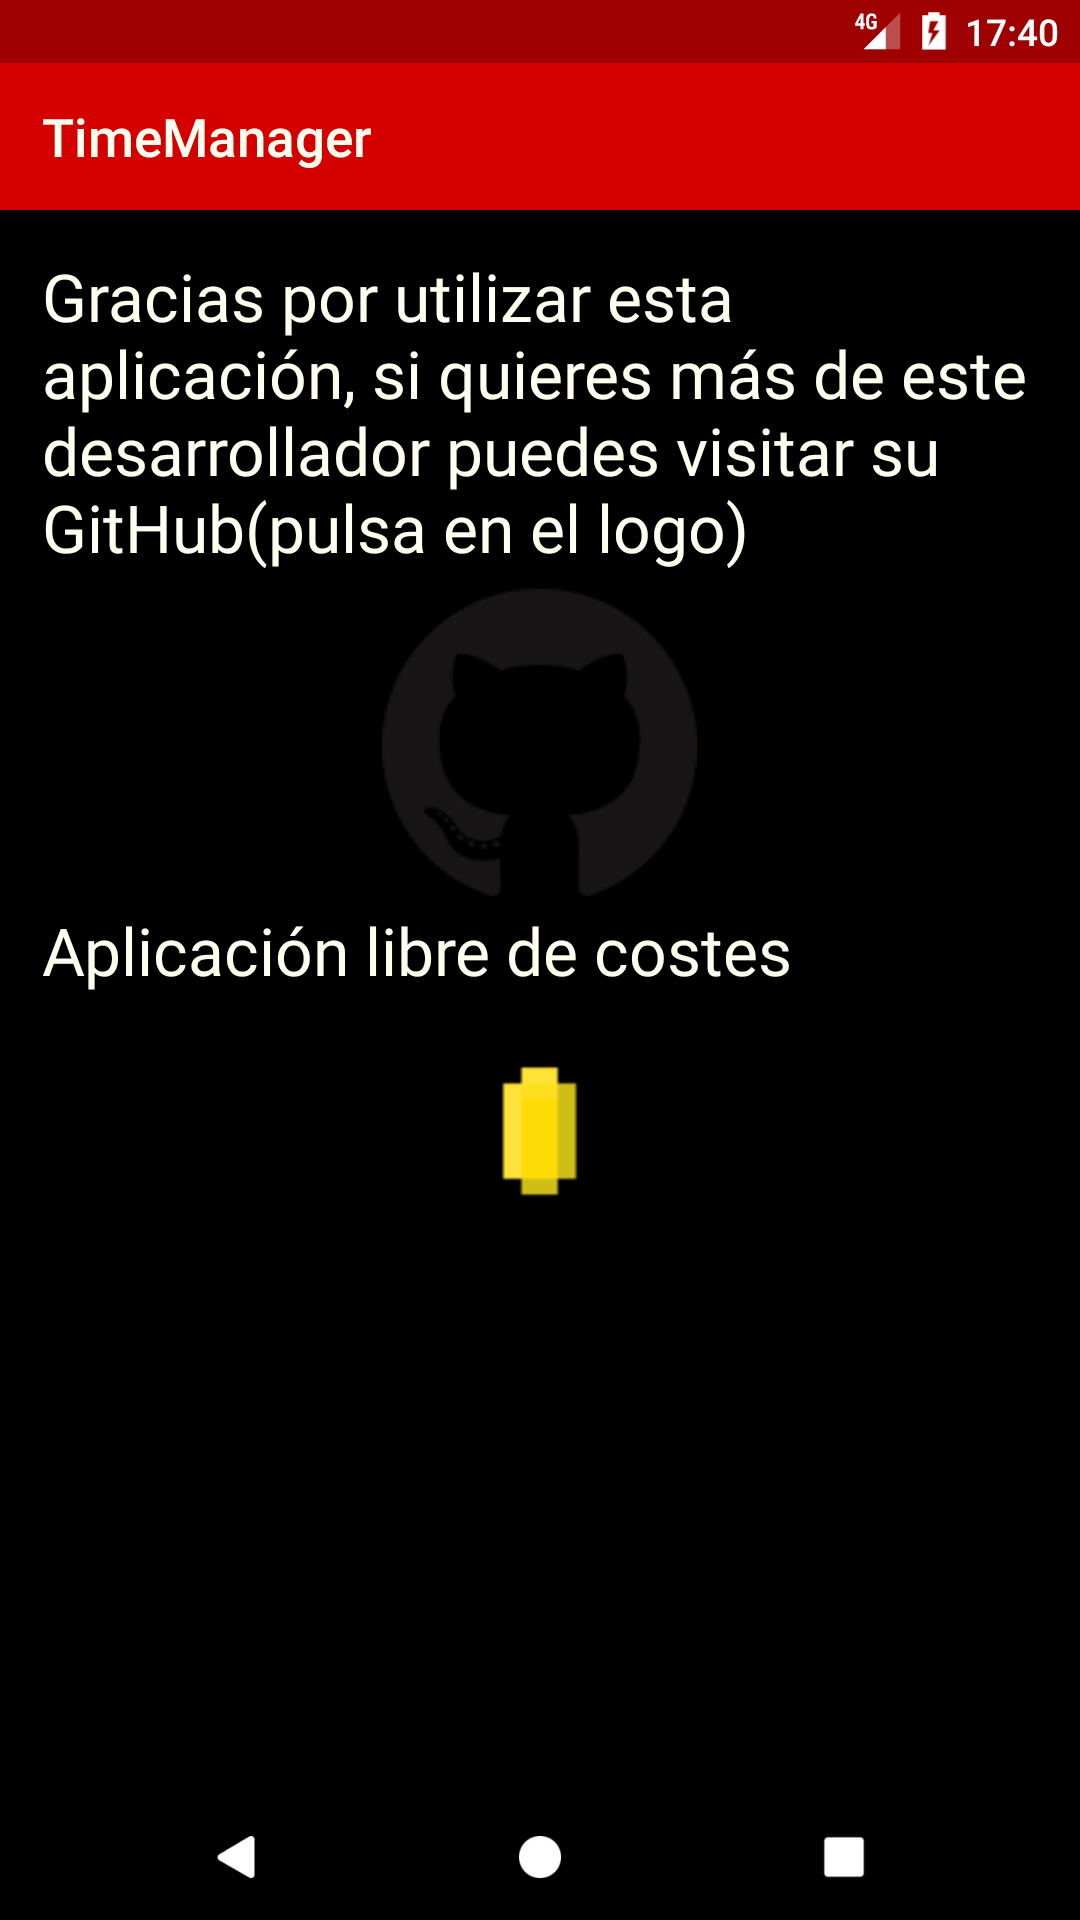 4G 17:40
TimeManager
Gracias por utilizar esta
aplicación, si quieres más de este
desarrollador puedes visitar su
GitHub(pulsa en el logo)
Aplicación libre de costes